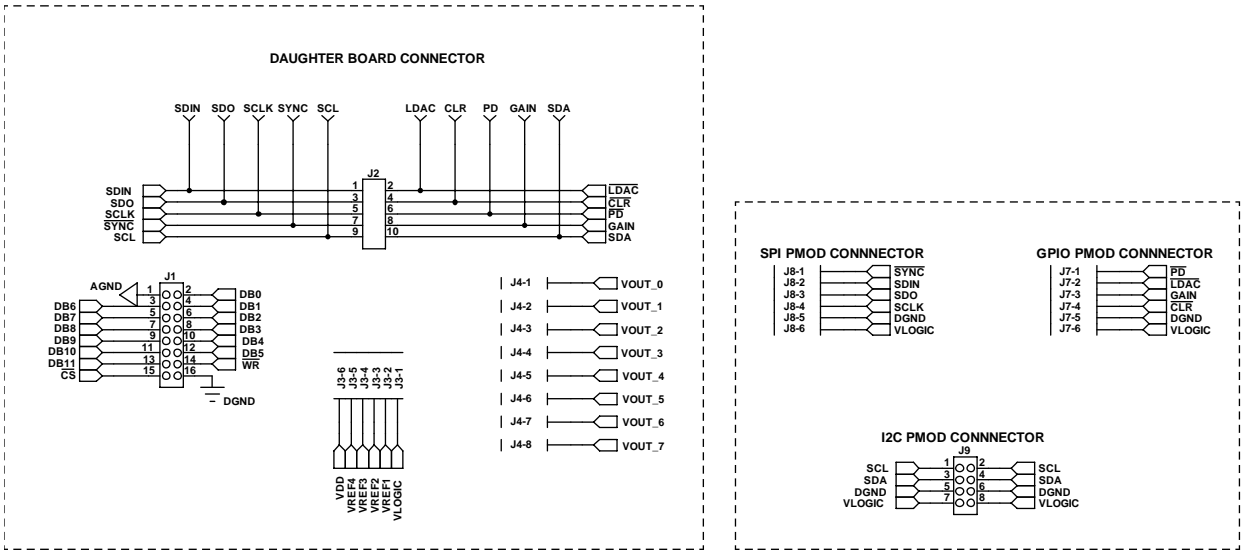 DAUGHTER BOARD CONNECTOR
SDIN SDO SCLK SYNC SCL LDAC CLR PD GAIN SDA
J2
SDIN 1 2 LDAC
SDO 3 4 CLR
SCLK 5 6 PD
SYNC 7 8 GAIN
SCL 9 10 SDA
J1
AGND 1 2 DB0
DB6 3 4 DB1
DB7 5 6 DB2
DB8 7 8 DB3
DB9 9 10 DB4
DB10 11 12 DB5
DB11 13 14 WR
CS 15 16
DGND
J3-6 J3-5 J3-4 J3-3 J3-2 J3-1
VDD VREF4 VREF3 VREF2 VREF1 VLOGIC
J4-1 VOUT_0
J4-2 VOUT_1
J4-3 VOUT_2
J4-4 VOUT_3
J4-5 VOUT_4
J4-6 VOUT_5
J4-7 VOUT_6
J4-8 VOUT_7
SPI PMOD CONNNECTOR
J8-1 SYNC
J8-2 SDIN
J8-3 SDO
J8-4 SCLK
J8-5 DGND
J8-6 VLOGIC
GPIO PMOD CONNNECTOR
J7-1 PD
J7-2 LDAC
J7-3 GAIN
J7-4 CLR
J7-5 DGND
J7-6 VLOGIC
I2C PMOD CONNNECTOR
J9
SCL 1 2 SCL
SDA 3 4 SDA
DGND 5 6 DGND
VLOGIC 7 8 VLOGIC